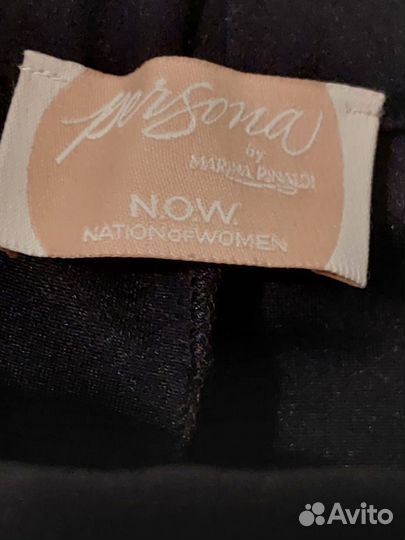 persona
by
MARINA RINALDI
N.O.W.
NATION OF WOMEN
Avito